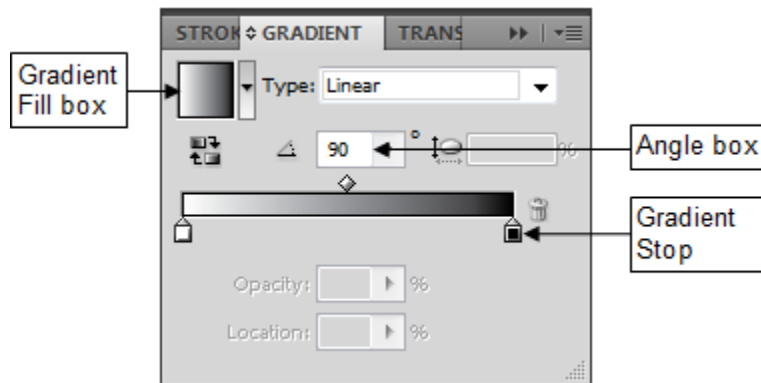 STROK GRADIENT TRANS
Gradient
Fill box
Type: Linear
90 ° %
Angle box
Gradient
Stop
Opacity: %
Location: %